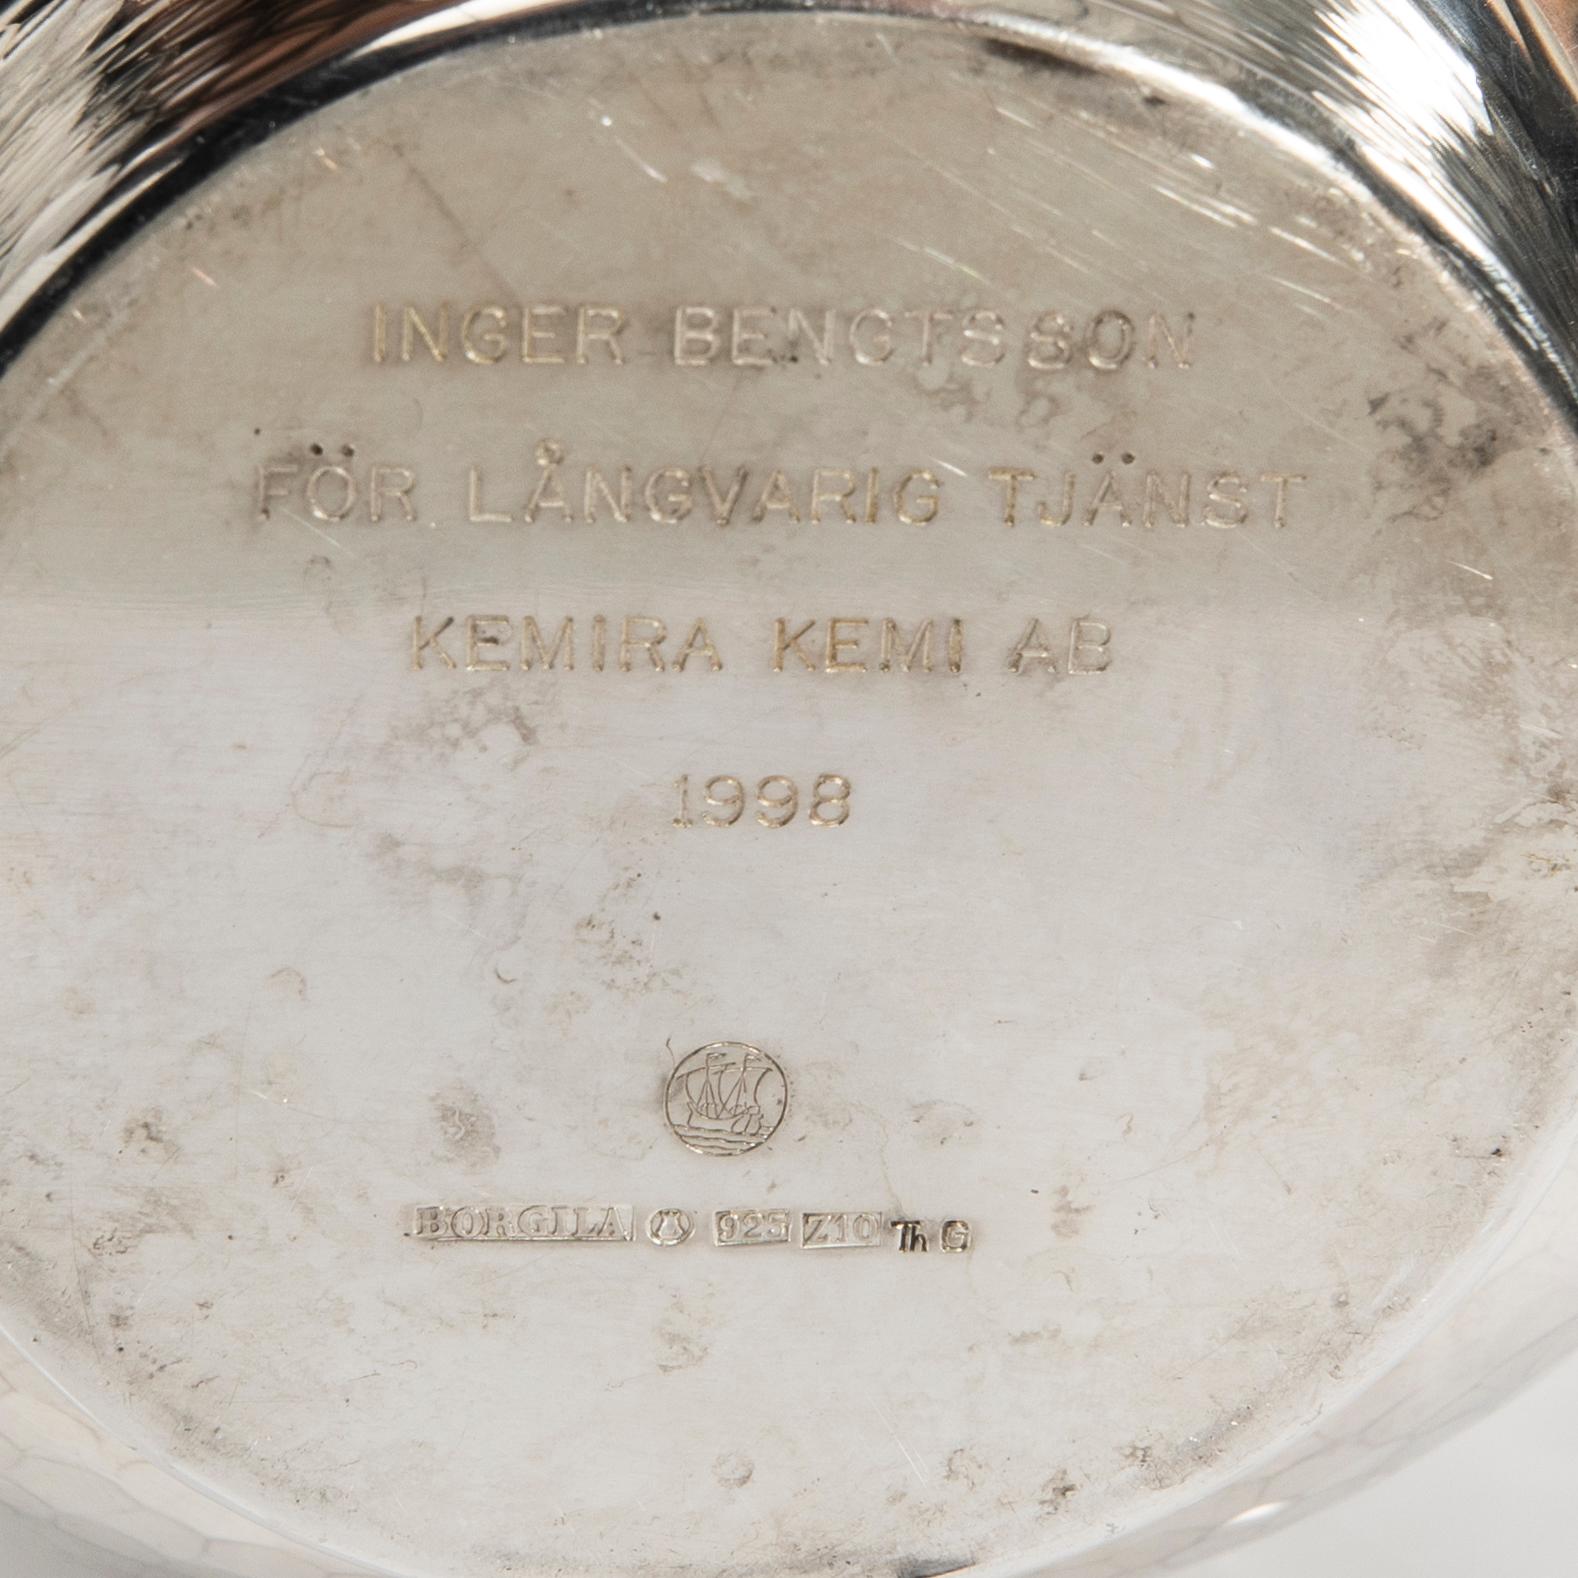 INGER BENGTSSON
FÖR LÅNGVARIG TJÄNST
KEMIRA KEMI AB
1998
BORGILA 925 Z10 Th G